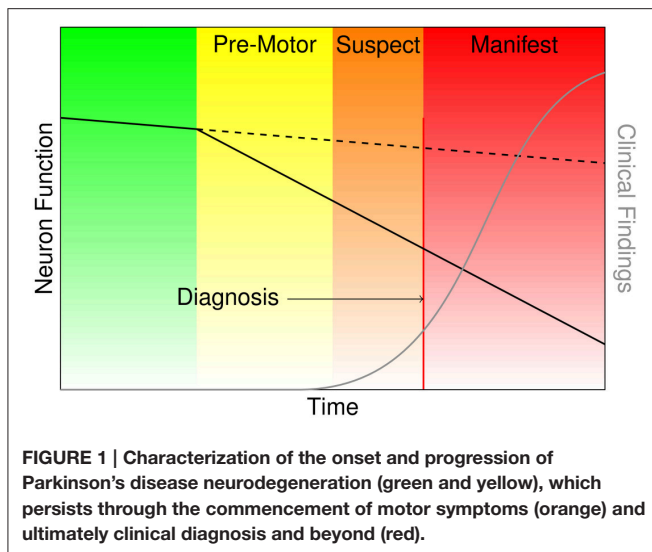 Pre-Motor Suspect Manifest
Neuron Function
Clinical Findings
Diagnosis
Time
FIGURE 1 | Characterization of the onset and progression of
Parkinson's disease neurodegeneration (green and yellow), which
persists through the commencement of motor symptoms (orange) and
ultimately clinical diagnosis and beyond (red).